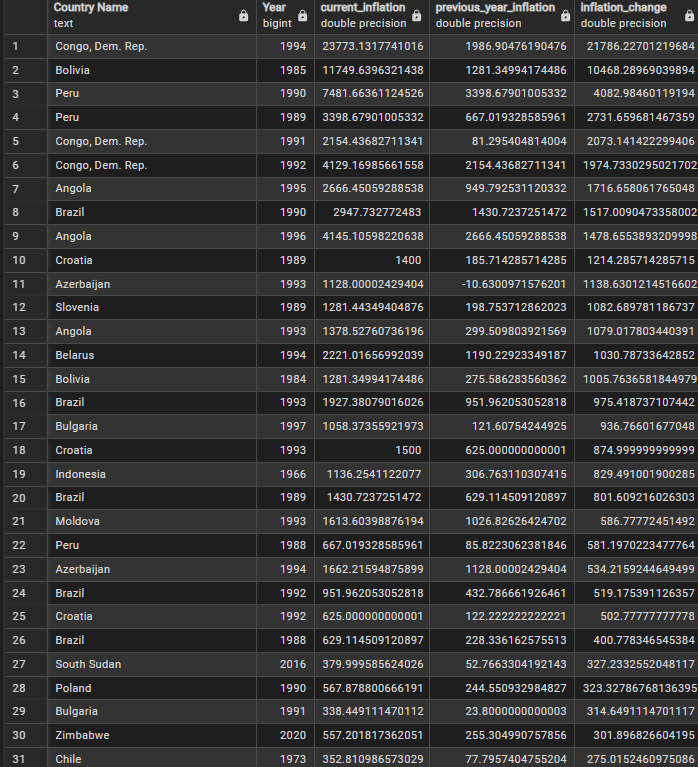 Country Name Year current_inflation previous_year_inflation inflation_change
text bigint double precision double precision double precision
1 Congo, Dem. Rep. 1994 23773.1317741016 1986.90476190476 21786.22701219684
2 Bolivia 1985 11749.6396321438 1281.34994174486 10468.28969039894
3 Peru 1990 7481.66361124526 3398.67901005332 4082.98460119194
4 Peru 1989 3398.67901005332 667.019328585961 2731.659681467359
5 Congo, Dem. Rep. 1991 2154.43682711341 81.295404814004 2073.141422299406
6 Congo, Dem. Rep. 1992 4129.16985661558 2154.43682711341 1974.7330295021702
7 Angola 1995 2666.45059288538 949.792531120332 1716.658061765048
8 Brazil 1990 2947.732772483 1430.7237251472 1517.0090473358002
9 Angola 1996 4145.10598220638 2666.45059288538 1478.6553893209998
10 Croatia 1989 1400 185.714285714285 1214.285714285715
11 Azerbaijan 1993 1128.00002429404 -10.6300971576201 1138.6301214516602
12 Slovenia 1989 1281.44349404876 198.753712862023 1082.689781186737
13 Angola 1993 1378.52760736196 299.509803921569 1079.017803440391
14 Belarus 1994 2221.01656992039 1190.22923349187 1030.78733642852
15 Bolivia 1984 1281.34994174486 275.586283560362 1005.7636581844979
16 Brazil 1993 1927.38079016026 951.962053052818 975.418737107442
17 Bulgaria 1997 1058.37355921973 121.60754244925 936.76601677048
18 Croatia 1993 1500 625.000000000001 874.999999999999
19 Indonesia 1966 1136.2541122077 306.763110307415 829.491001900285
20 Brazil 1989 1430.7237251472 629.114509120897 801.609216026303
21 Moldova 1993 1613.60398876194 1026.82626424702 586.77772451492
22 Peru 1988 667.019328585961 85.8223062381846 581.1970223477764
23 Azerbaijan 1994 1662.21594875899 1128.00002429404 534.2159244649499
24 Brazil 1992 951.962053052818 432.786661926461 519.175391126357
25 Croatia 1992 625.000000000001 122.222222222221 502.77777777778
26 Brazil 1988 629.114509120897 228.336162575513 400.778346545384
27 South Sudan 2016 379.999585624026 52.7663304192143 327.2332552048117
28 Poland 1990 567.878800666191 244.550932984827 323.32786768136395
29 Bulgaria 1991 338.449111470112 23.8000000000003 314.6491114701117
30 Zimbabwe 2020 557.201817362051 255.304990757856 301.896826604195
31 Chile 1973 352.810986573029 77.7957404755204 275.0152460975086